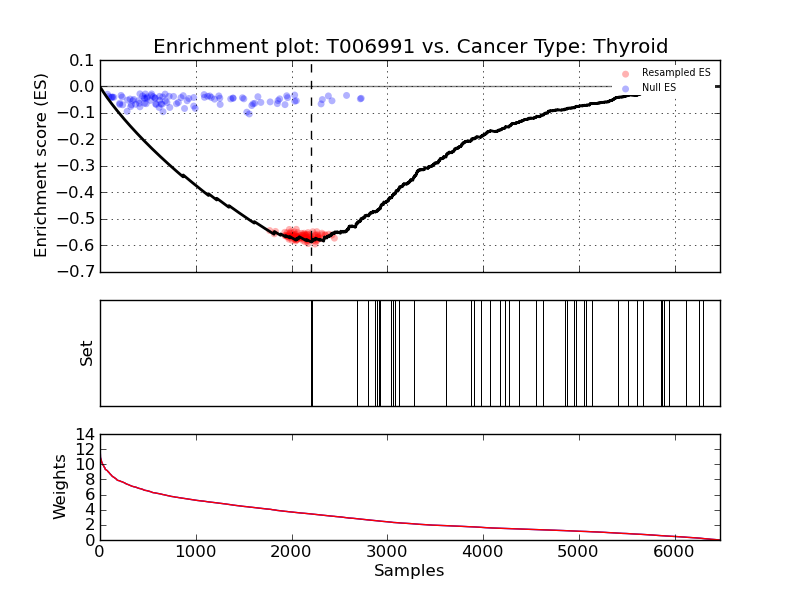 Enrichment plot: T006991 vs. Cancer Type: Thyroid
Enrichment score (ES)
0.1
0.0
−0.1
−0.2
−0.3
−0.4
−0.5
−0.6
−0.7
Resampled ES
Null ES
Set
Weights
14
12
10
8
6
4
2
0
0 1000 2000 3000 4000 5000 6000
Samples